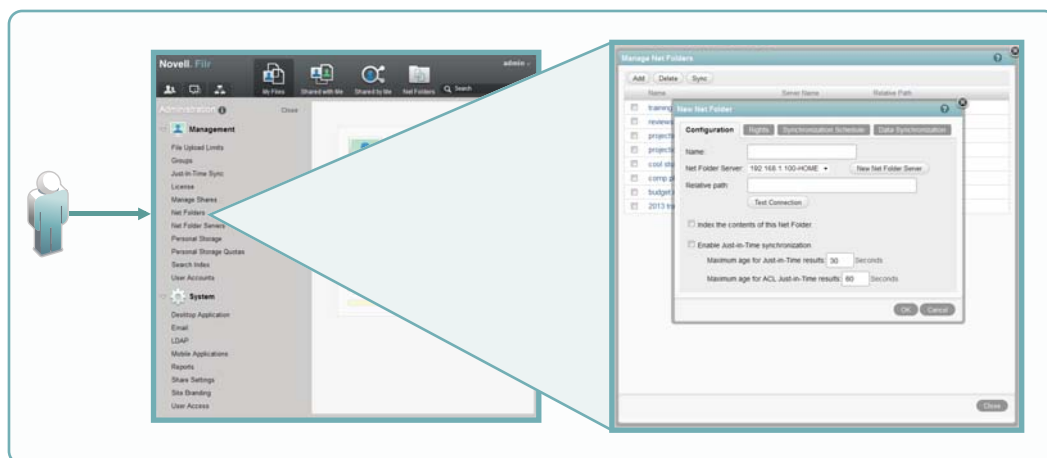 Novell. Filr
admin
My Files
Shared with Me
Shared by Me
Net Folders
Search
Administration
Close
Management
File Upload Limits
Groups
Just-In-Time Sync
License
Manage Shares
Net Folders
Net Folder Servers
Personal Storage
Personal Storage Quotas
Search Index
User Accounts
System
Desktop Application
Email
LDAP
Mobile Applications
Reports
Share Settings
Site Branding
User Access
Manage Net Folders
Add Delete Sync
Name Server Name Relative Path
training
reviews
cool
budget
2013
New Net Folder
Configuration Rights Synchronization Schedule Data Synchronization
Name:
Net Folder Server: 192.168.1.100-HOME New Net Folder Server
Relative path:
Test Connection
Index the contents of this Net Folder
Enable Just-in-Time synchronization
Maximum age for Just-in-Time results: 30 Seconds
Maximum age for ACL Just-in-Time results: 60 Seconds
OK Cancel
Close